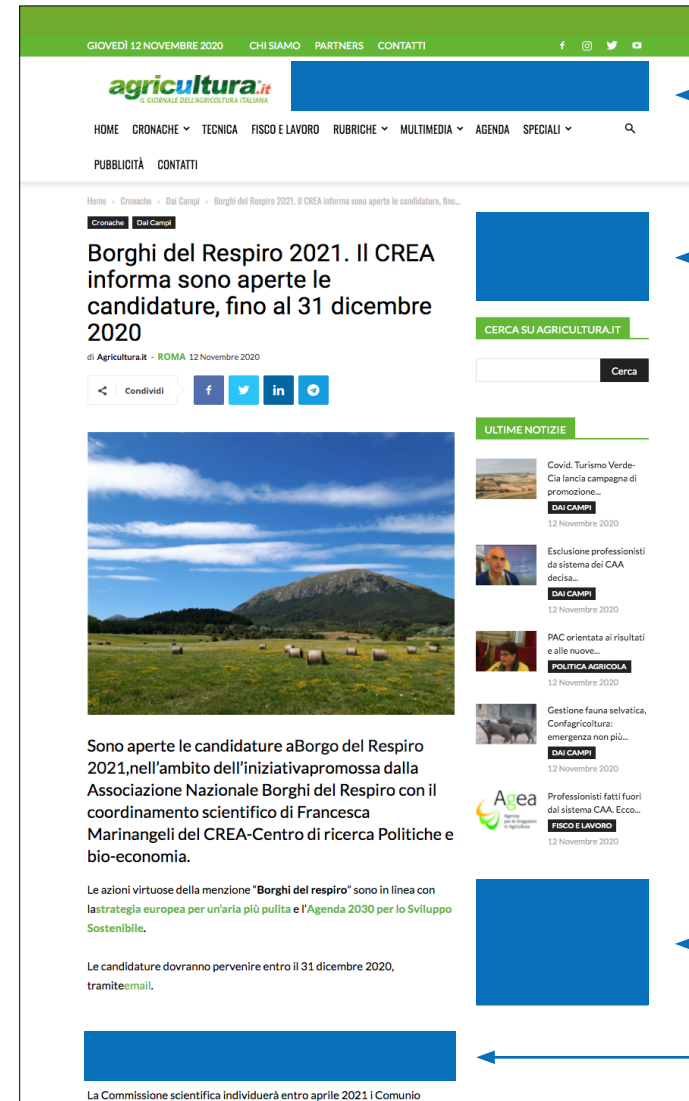 GIOVEDÌ 12 NOVEMBRE 2020 CHI SIAMO PARTNERS CONTATTI
agricultura.it
IL GIORNALE DELL'AGRICOLTURA ITALIANA
HOME CRONACHE TECNICA FISCO E LAVORO RUBRICHE MULTIMEDIA AGENDA SPECIALI
PUBBLICITÀ CONTATTI
Home › Cronache › Dai Campi › Borghi del Respiro 2021. Il CREA informa sono aperte le candidature, fino...
Cronache Dai Campi
Borghi del Respiro 2021. Il CREA
informa sono aperte le
candidature, fino al 31 dicembre
2020
di Agricultura.it - ROMA 12 Novembre 2020
Condividi
Sono aperte le candidature aBorgo del Respiro
2021,nell'ambito dell'iniziativapromossa dalla
Associazione Nazionale Borghi del Respiro con il
coordinamento scientifico di Francesca
Marinangeli del CREA-Centro di ricerca Politiche e
bio-economia.
Le azioni virtuose della menzione "Borghi del respiro" sono in linea con
lastrategia europea per un'aria più pulita e l'Agenda 2030 per lo Sviluppo
Sostenibile.
Le candidature dovranno pervenire entro il 31 dicembre 2020,
tramiteemail.
La Commissione scientifica individuerà entro aprile 2021 i Comunio
CERCA SU AGRICULTURA.IT
Cerca
ULTIME NOTIZIE
Covid. Turismo Verde-
Cia lancia campagna di
promozione...
DAI CAMPI
12 Novembre 2020
Esclusione professionisti
da sistema dei CAA
decisa...
DAI CAMPI
12 Novembre 2020
PAC orientata ai risultati
e alle nuove...
POLITICA AGRICOLA
12 Novembre 2020
Gestione fauna selvatica,
Confagricoltura:
emergenza non più...
DAI CAMPI
12 Novembre 2020
Agea
Agenzia
per le Erogazioni
in Agricoltura
Professionisti fatti fuori
dal sistema CAA. Ecco...
FISCO E LAVORO
12 Novembre 2020